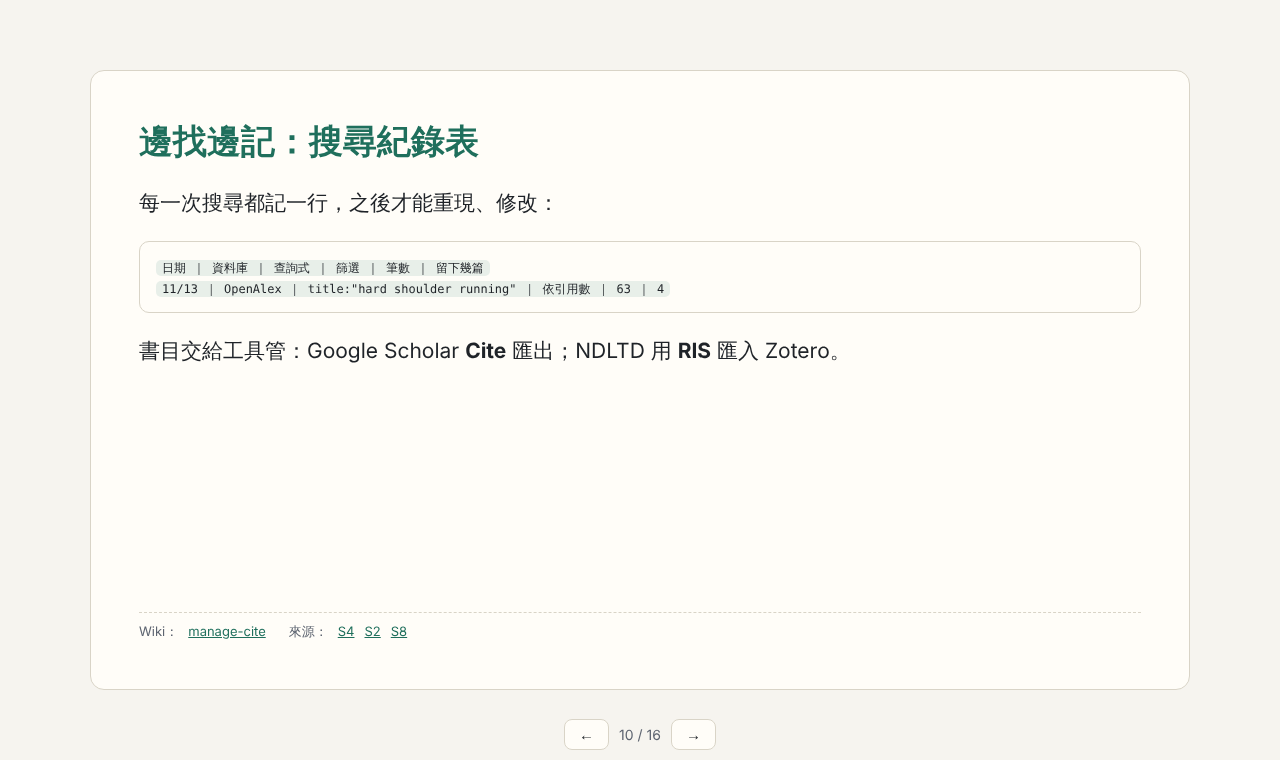 邊找邊記：搜尋紀錄表
每一次搜尋都記一行，之後才能重現、修改：
日期 | 資料庫 | 查詢式 | 篩選 | 筆數 | 留下幾篇
11/13 | OpenAlex | title:"hard shoulder running" | 依引用數 | 63 | 4
書目交給工具管：Google Scholar Cite 匯出；NDLTD 用 RIS 匯入 Zotero。
Wiki： manage-cite 來源： S4 S2 S8
← 10 / 16 →